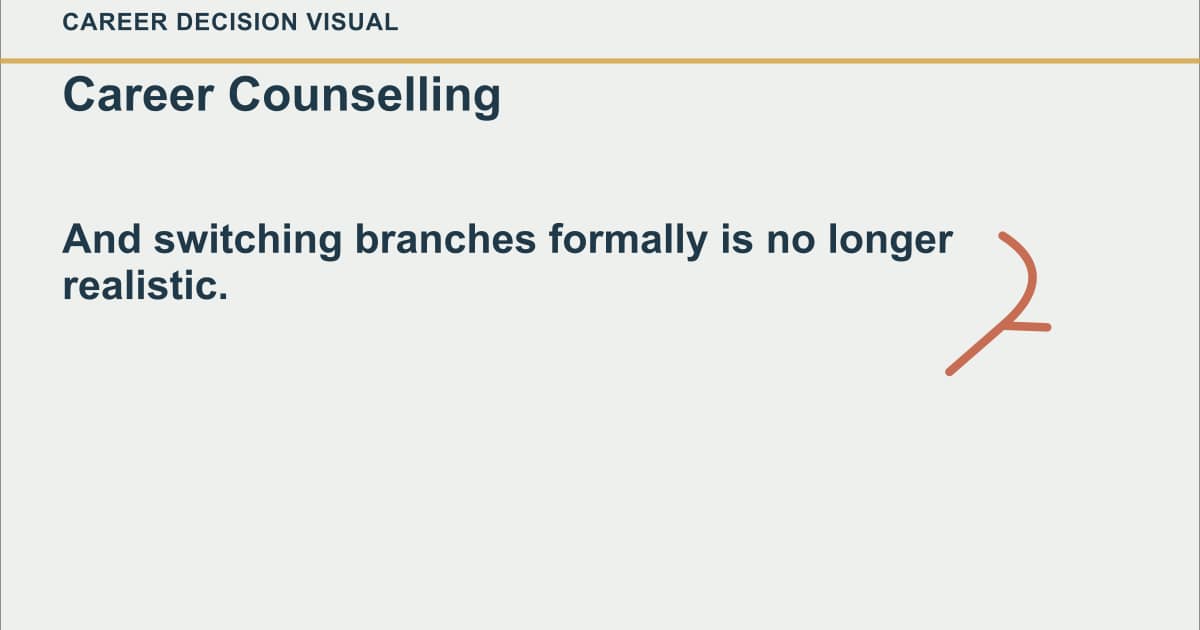 CAREER DECISION VISUAL
Career Counselling
And switching branches formally is no longer
realistic.